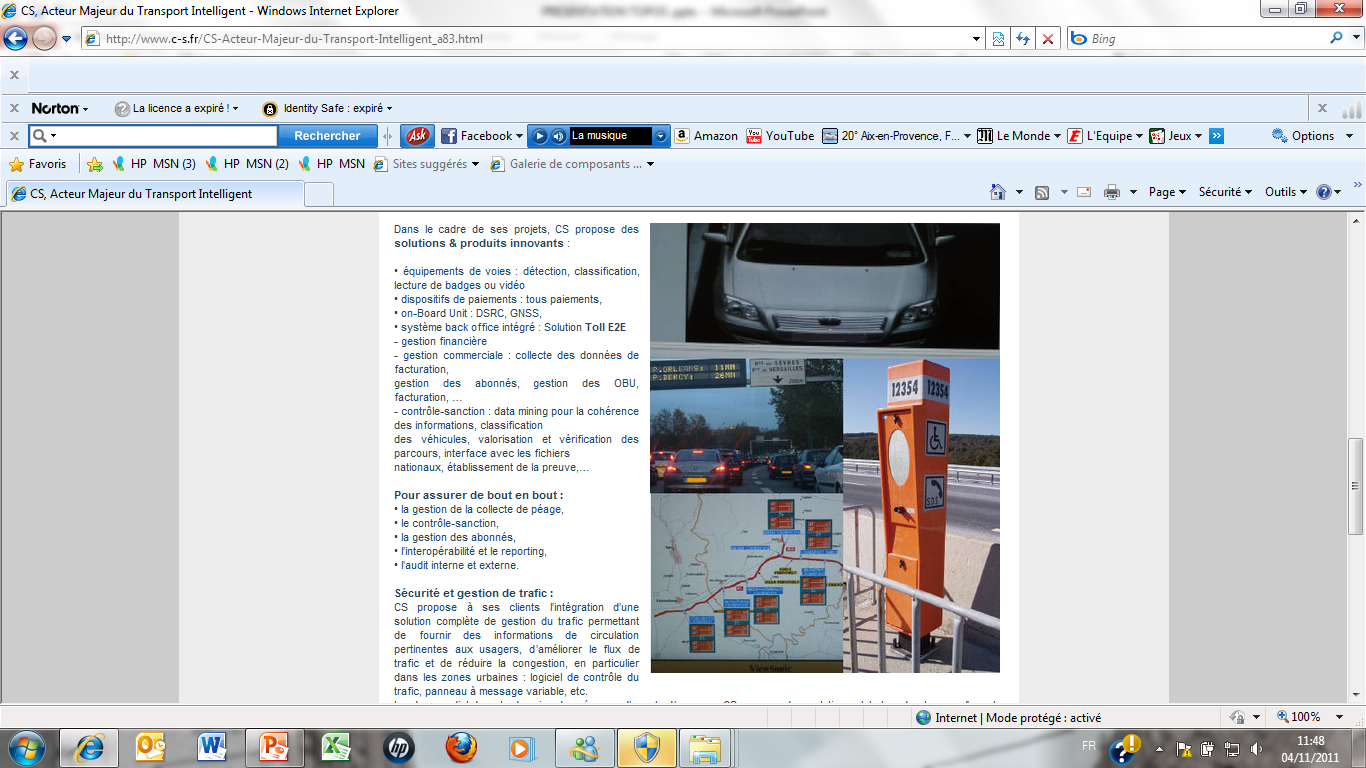 CS, Acteur Majeur du Transport Intelligent - Windows Internet Explorer
PRESENTATION TOPOS .pptx - Microsoft PowerPoint
http://www.c-s.fr/CS-Acteur-Majeur-du-Transport-Intelligent_a83.html
Bing
Norton
La licence a expiré !
Identity Safe : expiré
Rechercher
Ask
Facebook
La musique
Amazon
YouTube
20° Aix-en-Provence, F...
Le Monde
L'Equipe
Jeux
Options
Favoris
HP MSN (3)
HP MSN (2)
HP MSN
Sites suggérés
Galerie de composants ...
CS, Acteur Majeur du Transport Intelligent
Page
Sécurité
Outils
Dans le cadre de ses projets, CS propose des
solutions & produits innovants :
• équipements de voies : détection, classification,
lecture de badges ou vidéo
• dispositifs de paiements : tous paiements,
• on-Board Unit : DSRC, GNSS,
• système back office intégré : Solution Toll E2E
- gestion financière
- gestion commerciale : collecte des données de
facturation,
gestion des abonnés, gestion des OBU,
facturation, …
- contrôle-sanction : data mining pour la cohérence
des informations, classification
des véhicules, valorisation et vérification des
parcours, interface avec les fichiers
nationaux, établissement de la preuve,…
Pour assurer de bout en bout :
• la gestion de la collecte de péage,
• le contrôle-sanction,
• la gestion des abonnés,
• l'interopérabilité et le reporting,
• l'audit interne et externe.
Sécurité et gestion de trafic :
CS propose à ses clients l'intégration d'une
solution complète de gestion du trafic permettant
de fournir des informations de circulation
pertinentes aux usagers, d'améliorer le flux de
trafic et de réduire la congestion, en particulier
dans les zones urbaines : logiciel de contrôle du
trafic, panneau à message variable, etc.
P.ORLEANS: 11MN
P.BERCY: 26MN
DE SÈVRES
DE VERSAILLES
200m
12354
12354
S.O.S
ViewSonic
Internet | Mode protégé : activé
100%
FR
11:48
04/11/2011